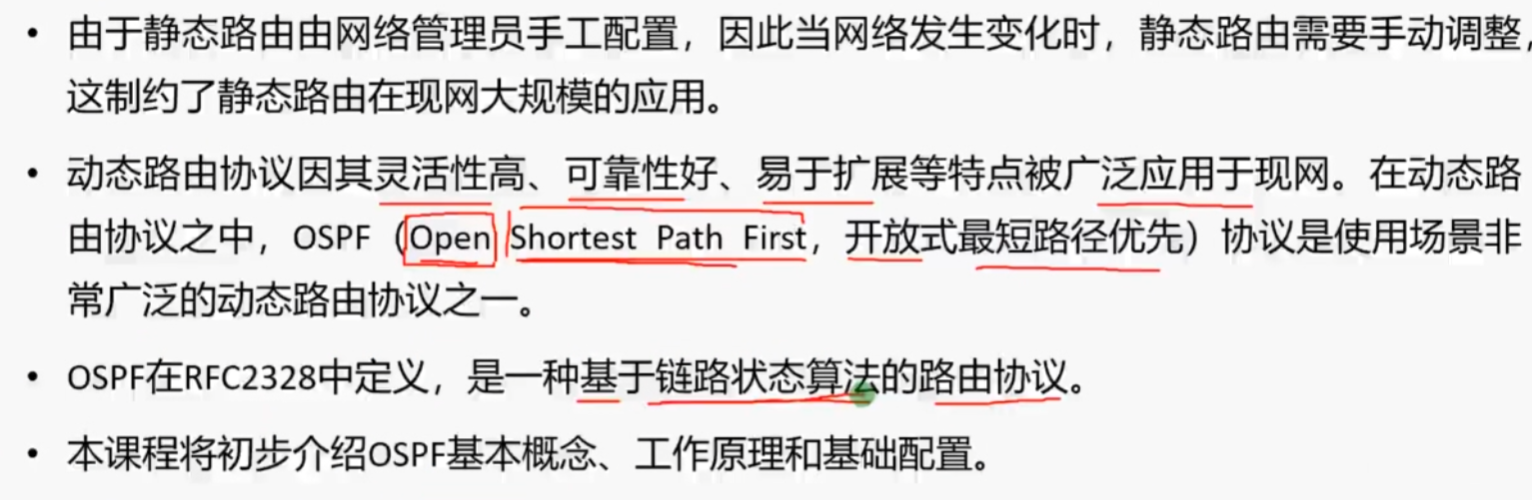 • 由于静态路由由网络管理员手工配置，因此当网络发生变化时，静态路由需要手动调整，
这制约了静态路由在现网大规模的应用。
• 动态路由协议因其灵活性高、可靠性好、易于扩展等特点被广泛应用于现网。在动态路
由协议之中，OSPF（Open Shortest Path First，开放式最短路径优先）协议是使用场景非
常广泛的动态路由协议之一。
• OSPF在RFC2328中定义，是一种基于链路状态算法的路由协议。
• 本课程将初步介绍OSPF基本概念、工作原理和基础配置。